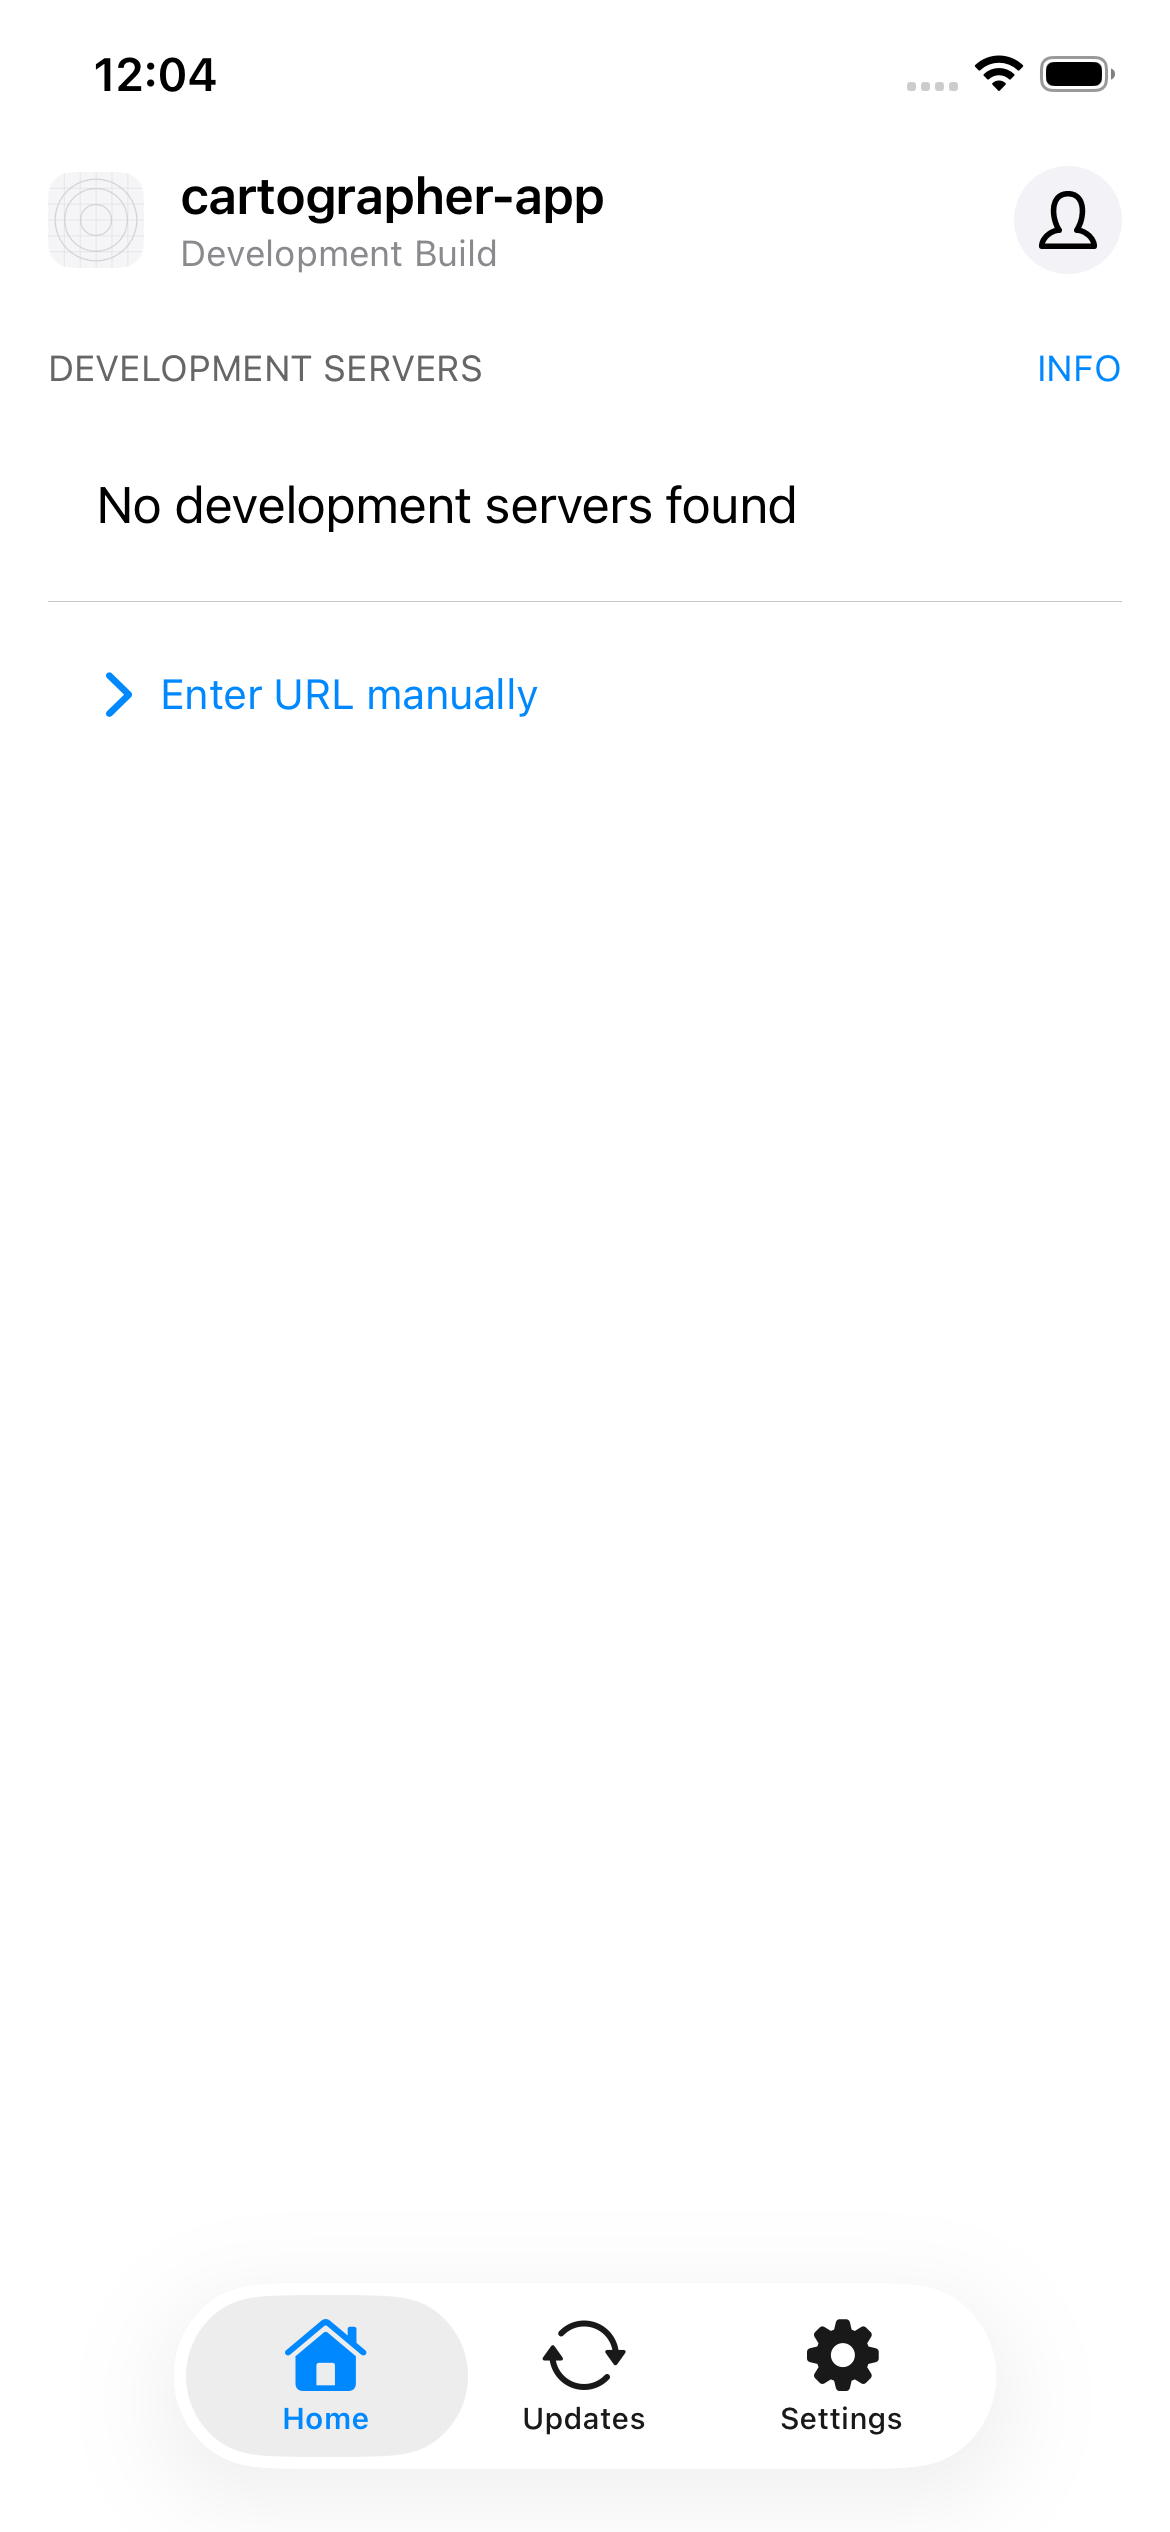 12:04
cartographer-app
Development Build
DEVELOPMENT SERVERS
INFO
No development servers found
Enter URL manually
Home
Updates
Settings